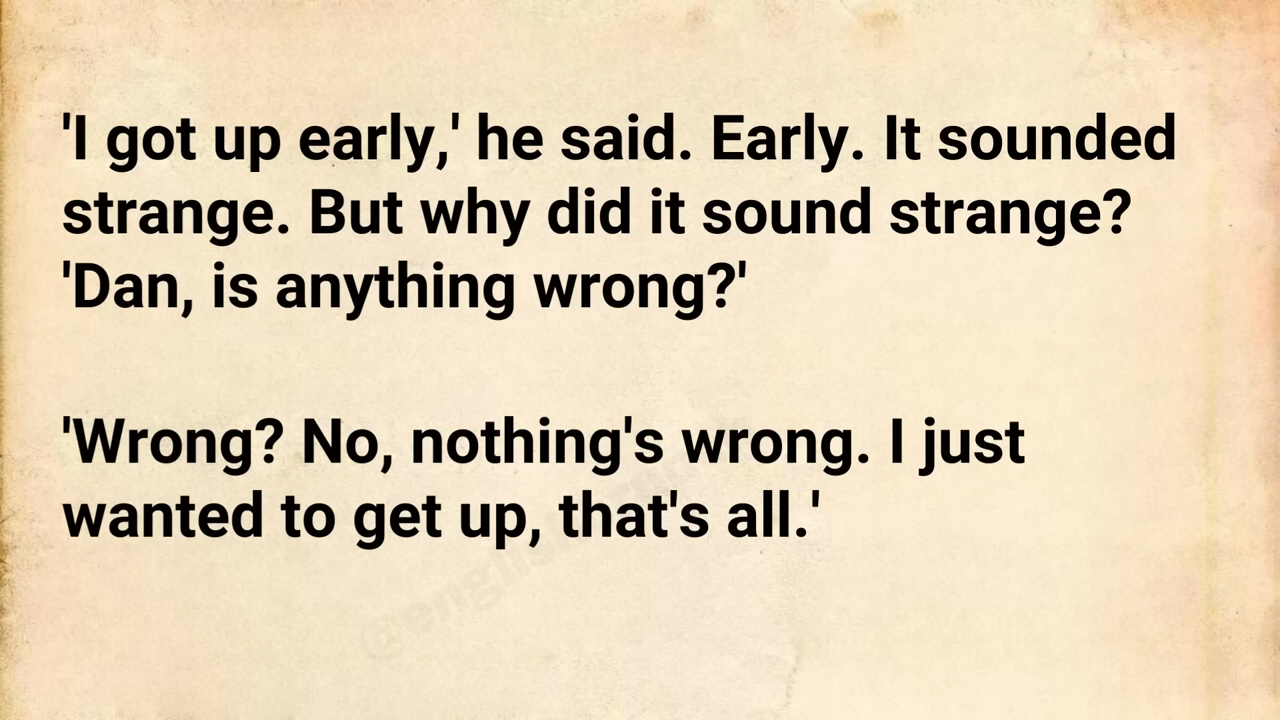 'I got up early,' he said. Early. It sounded
strange. But why did it sound strange?
'Dan, is anything wrong?'
'Wrong? No, nothing's wrong. I just
wanted to get up, that's all.'